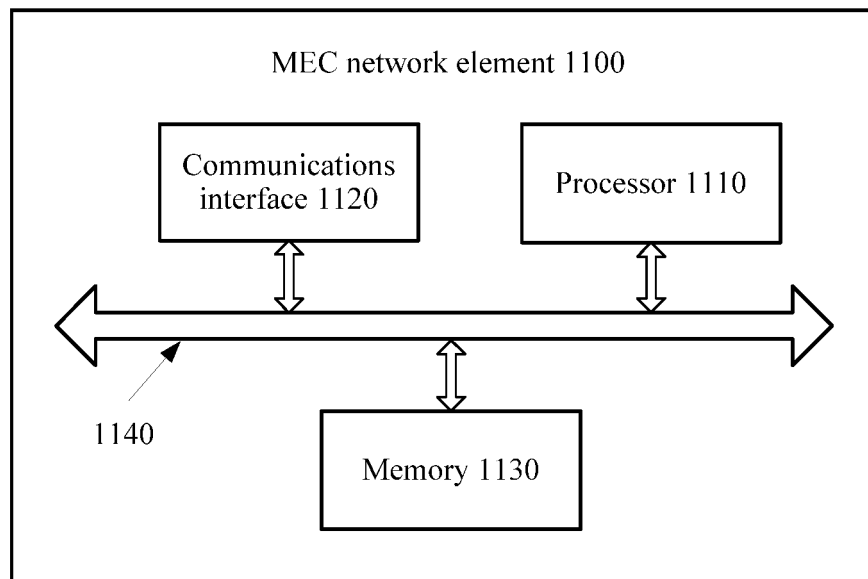 MEC network element 1100
Communications
interface 1120
Processor 1110
1140
Memory 1130